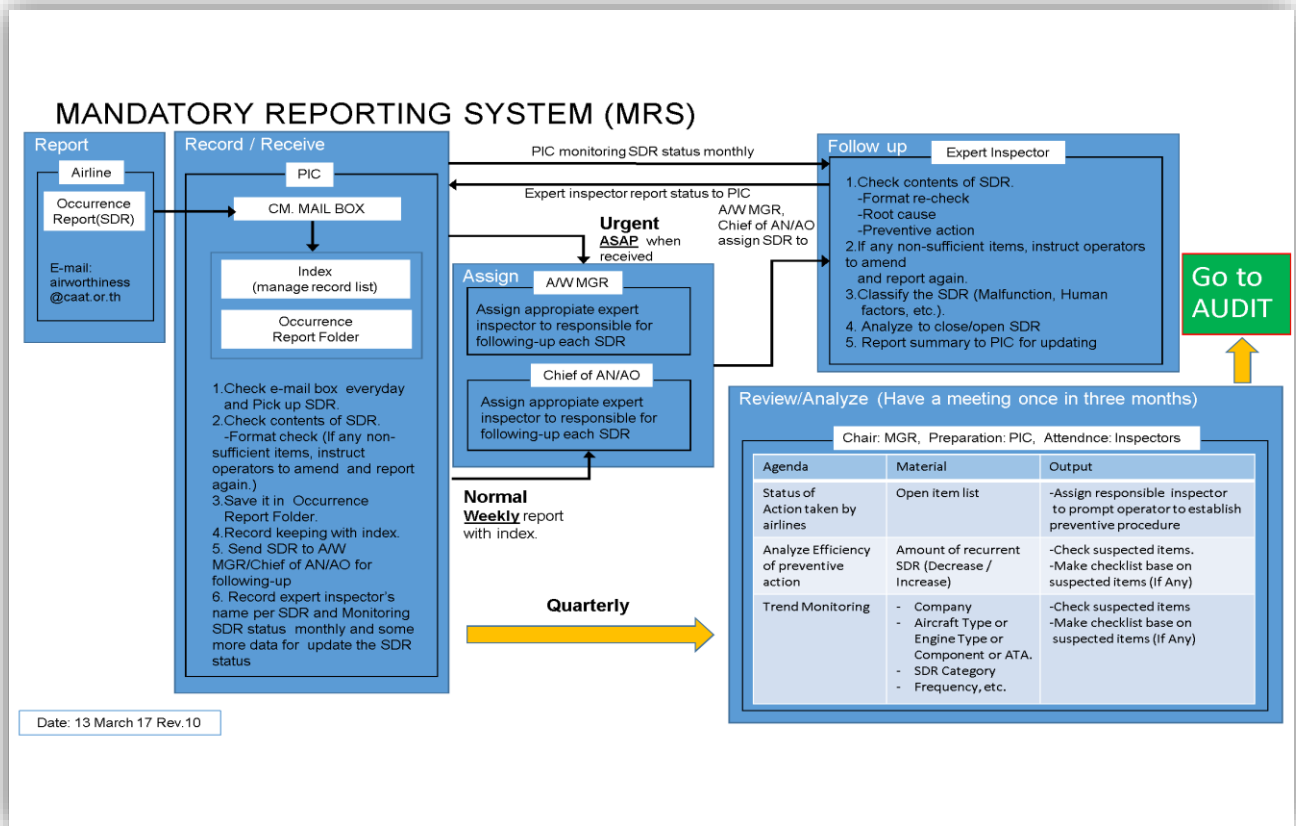 MANDATORY REPORTING SYSTEM (MRS)
Report
Airline
Occurrence
Report(SDR)
E-mail:
airworthiness
@caat.or.th
Record / Receive
PIC
CM. MAIL BOX
Index
(manage record list)
Occurrence
Report Folder
1.Check e-mail box everyday
and Pick up SDR.
2.Check contents of SDR.
-Format check (If any non-
sufficient items, instruct
operators to amend and report
again.)
3.Save it in Occurrence
Report Folder.
4.Record keeping with index.
5. Send SDR to A/W
MGR/Chief of AN/AO for
following-up
6. Record expert inspector's
name per SDR and Monitoring
SDR status monthly and some
more data for update the SDR
status
PIC monitoring SDR status monthly
Expert inspector report status to PIC
Urgent
ASAP when
received
A/W MGR,
Chief of AN/AO
assign SDR to
Assign
A/W MGR
Assign appropiate expert
inspector to responsible for
following-up each SDR
Chief of AN/AO
Assign appropiate expert
inspector to responsible for
following-up each SDR
Normal
Weekly report
with index.
Quarterly
Follow up
Expert Inspector
1.Check contents of SDR.
-Format re-check
-Root cause
-Preventive action
2.If any non-sufficient items, instruct operators
to amend
and report again.
3.Classify the SDR (Malfunction, Human
factors, etc.).
4. Analyze to close/open SDR
5. Report summary to PIC for updating
Go to
AUDIT
Review/Analyze (Have a meeting once in three months)
Chair: MGR, Preparation: PIC, Attendnce: Inspectors
Agenda Material Output
Status of
Action taken by
airlines
Open item list
-Assign responsible inspector
to prompt operator to establish
preventive procedure
Analyze Efficiency
of preventive
action
Amount of recurrent
SDR (Decrease /
Increase)
-Check suspected items.
-Make checklist base on
suspected items (If Any)
Trend Monitoring
- Company
- Aircraft Type or
Engine Type or
Component or ATA.
- SDR Category
- Frequency, etc.
-Check suspected items
-Make checklist base on
suspected items (If Any)
Date: 13 March 17 Rev.10